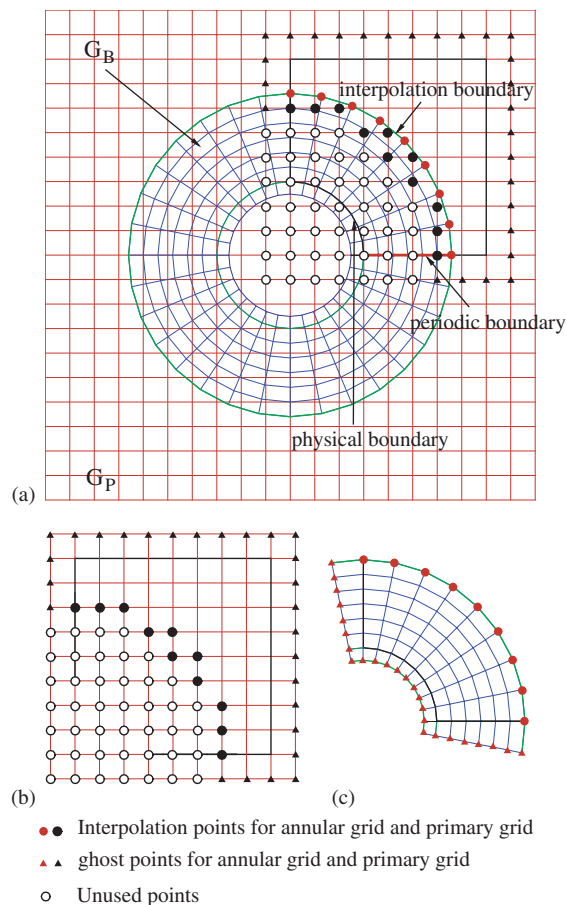 G_B
interpolation boundary
periodic boundary
physical boundary
G_P
(a)
(b)
(c)
Interpolation points for annular grid and primary grid
ghost points for annular grid and primary grid
Unused points